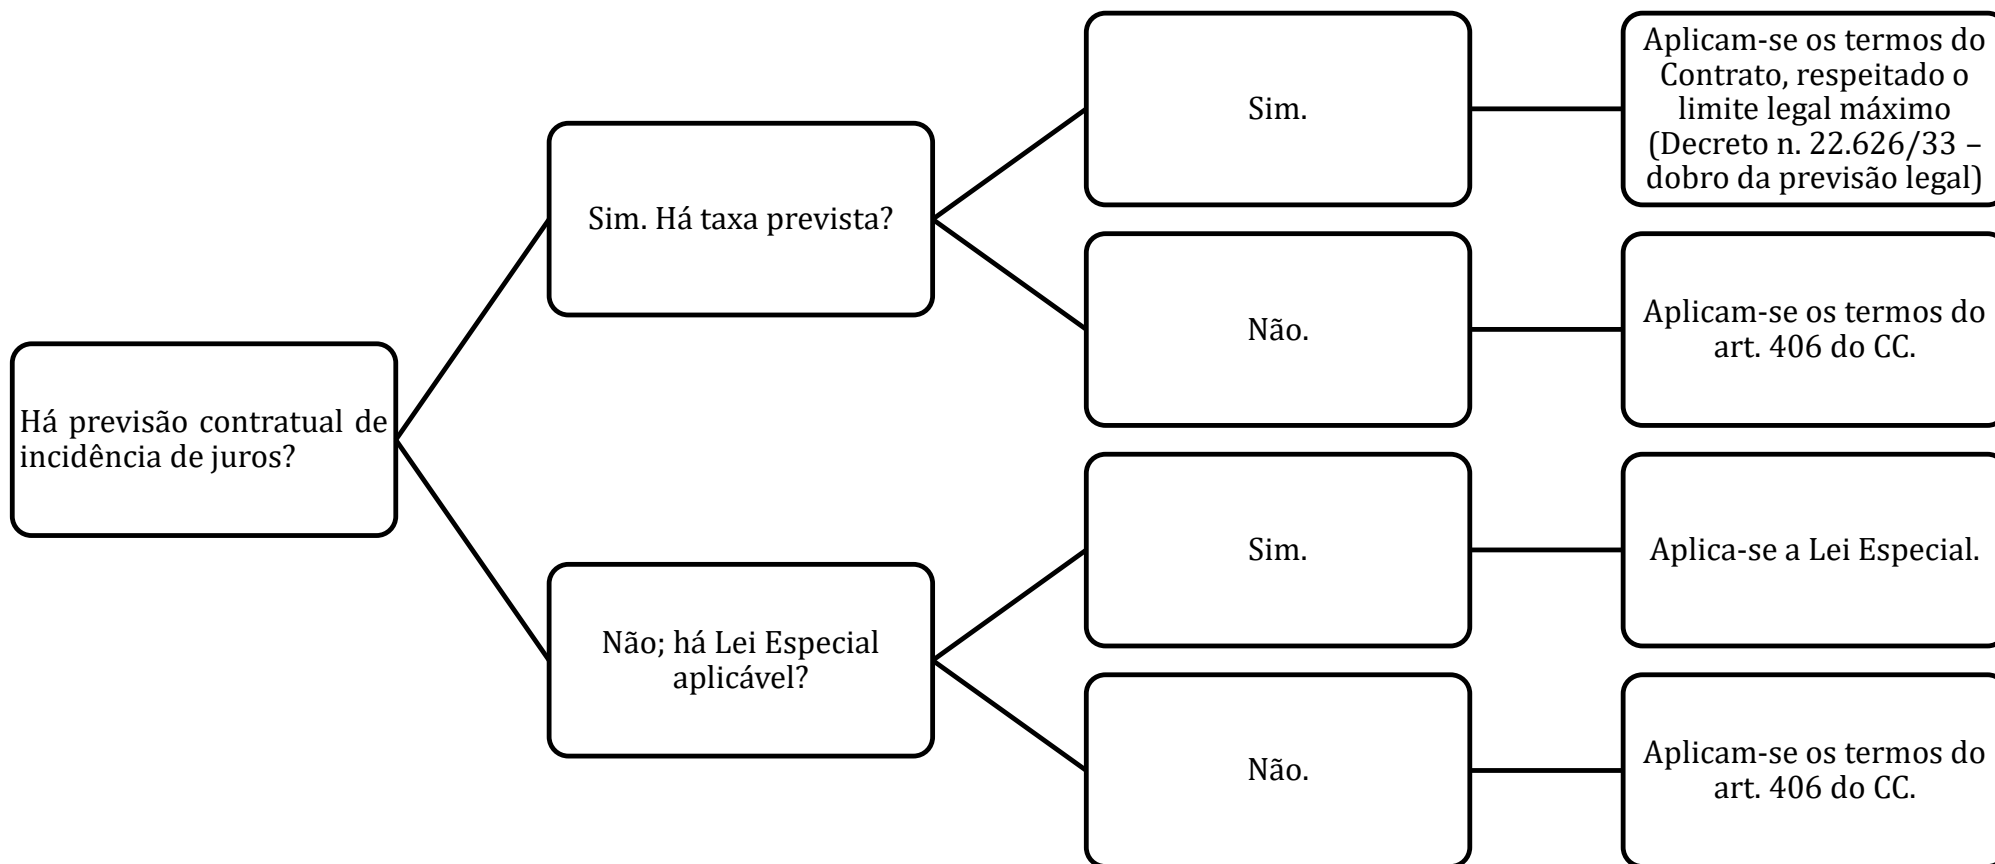 Há previsão contratual de
incidência de juros?
Sim. Há taxa prevista?
Sim.
Aplicam-se os termos do
Contrato, respeitado o
limite legal máximo
(Decreto n. 22.626/33 –
dobro da previsão legal)
Não.
Aplicam-se os termos do
art. 406 do CC.
Não; há Lei Especial
aplicável?
Sim.
Aplica-se a Lei Especial.
Não.
Aplicam-se os termos do
art. 406 do CC.